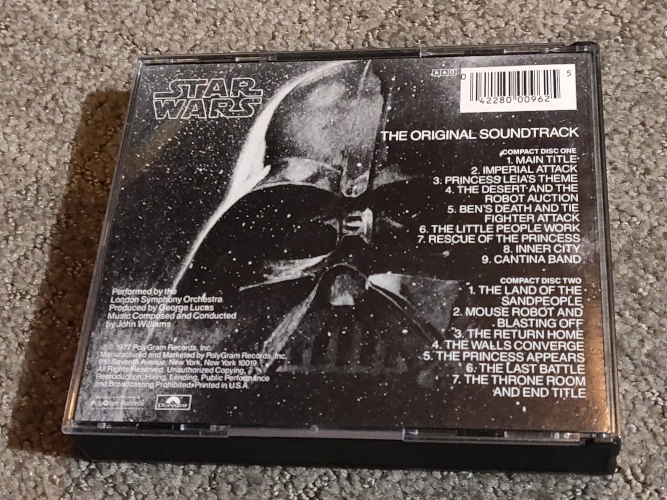 STAR
WARS
AAD
0 42280 00962 5
THE ORIGINAL SOUNDTRACK
COMPACT DISC ONE
1. MAIN TITLE
2. IMPERIAL ATTACK
3. PRINCESS LEIA'S THEME
4. THE DESERT AND THE
ROBOT AUCTION
5. BEN'S DEATH AND TIE
FIGHTER ATTACK
6. THE LITTLE PEOPLE WORK
7. RESCUE OF THE PRINCESS
8. INNER CITY
9. CANTINA BAND
COMPACT DISC TWO
1. THE LAND OF THE
SANDPEOPLE
2. MOUSE ROBOT AND
BLASTING OFF
3. THE RETURN HOME
4. THE WALLS CONVERGE
5. THE PRINCESS APPEARS
6. THE LAST BATTLE
7. THE THRONE ROOM
AND END TITLE
Performed by the
London Symphony Orchestra
Produced by George Lucas
Music Composed and Conducted
by John Williams
1977 PolyGram Records, Inc.
Manufactured and Marketed by PolyGram Records, Inc.,
810 Seventh Avenue, New York, New York 10019.
All Rights Reserved. Unauthorized Copying,
Reproduction, Hiring, Lending, Public Performance
and Broadcasting Prohibited•Printed in U.S.A.
PolyGram Records
polydor